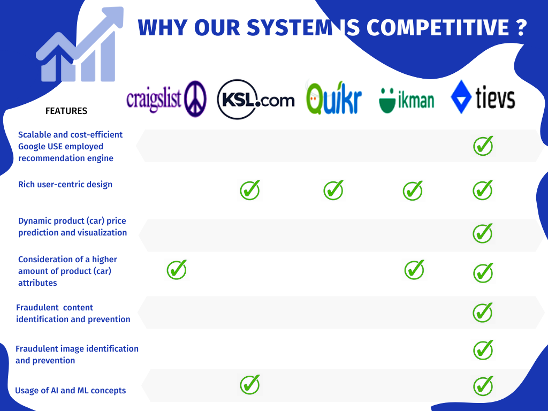 WHY OUR SYSTEM IS COMPETITIVE ?
FEATURES
craigslist
KSL.com
Quikr
ikman
tievs
Scalable and cost-efficient
Google USE employed
recommendation engine
Rich user-centric design
Dynamic product (car) price
prediction and visualization
Consideration of a higher
amount of product (car)
attributes
Fraudulent content
identification and prevention
Fraudulent image identification
and prevention
Usage of AI and ML concepts